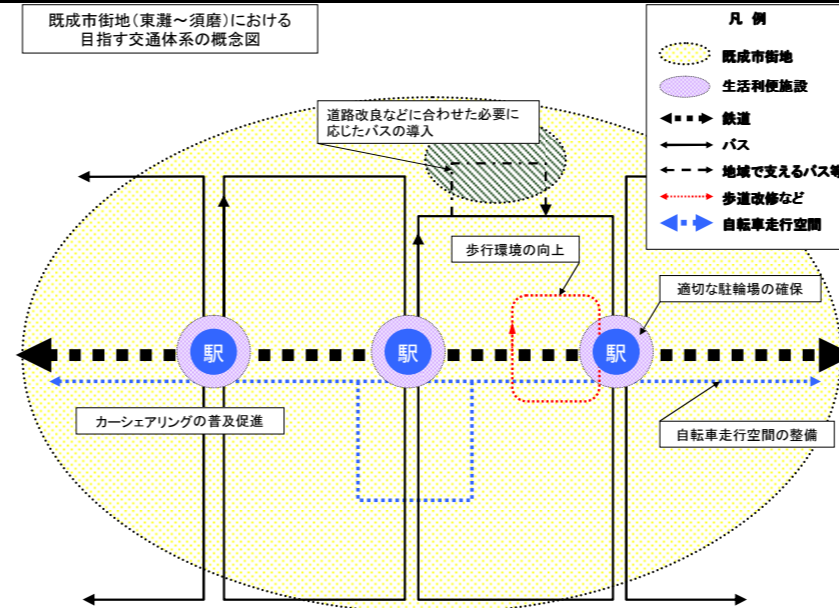 既成市街地(東灘～須磨)における
目指す交通体系の概念図
凡 例
既成市街地
生活利便施設
鉄道
バス
地域で支えるバス等
歩道改修など
自転車走行空間
道路改良などに合わせた必要に
応じたバスの導入
歩行環境の向上
適切な駐輪場の確保
駅
駅
駅
カーシェアリングの普及促進
自転車走行空間の整備